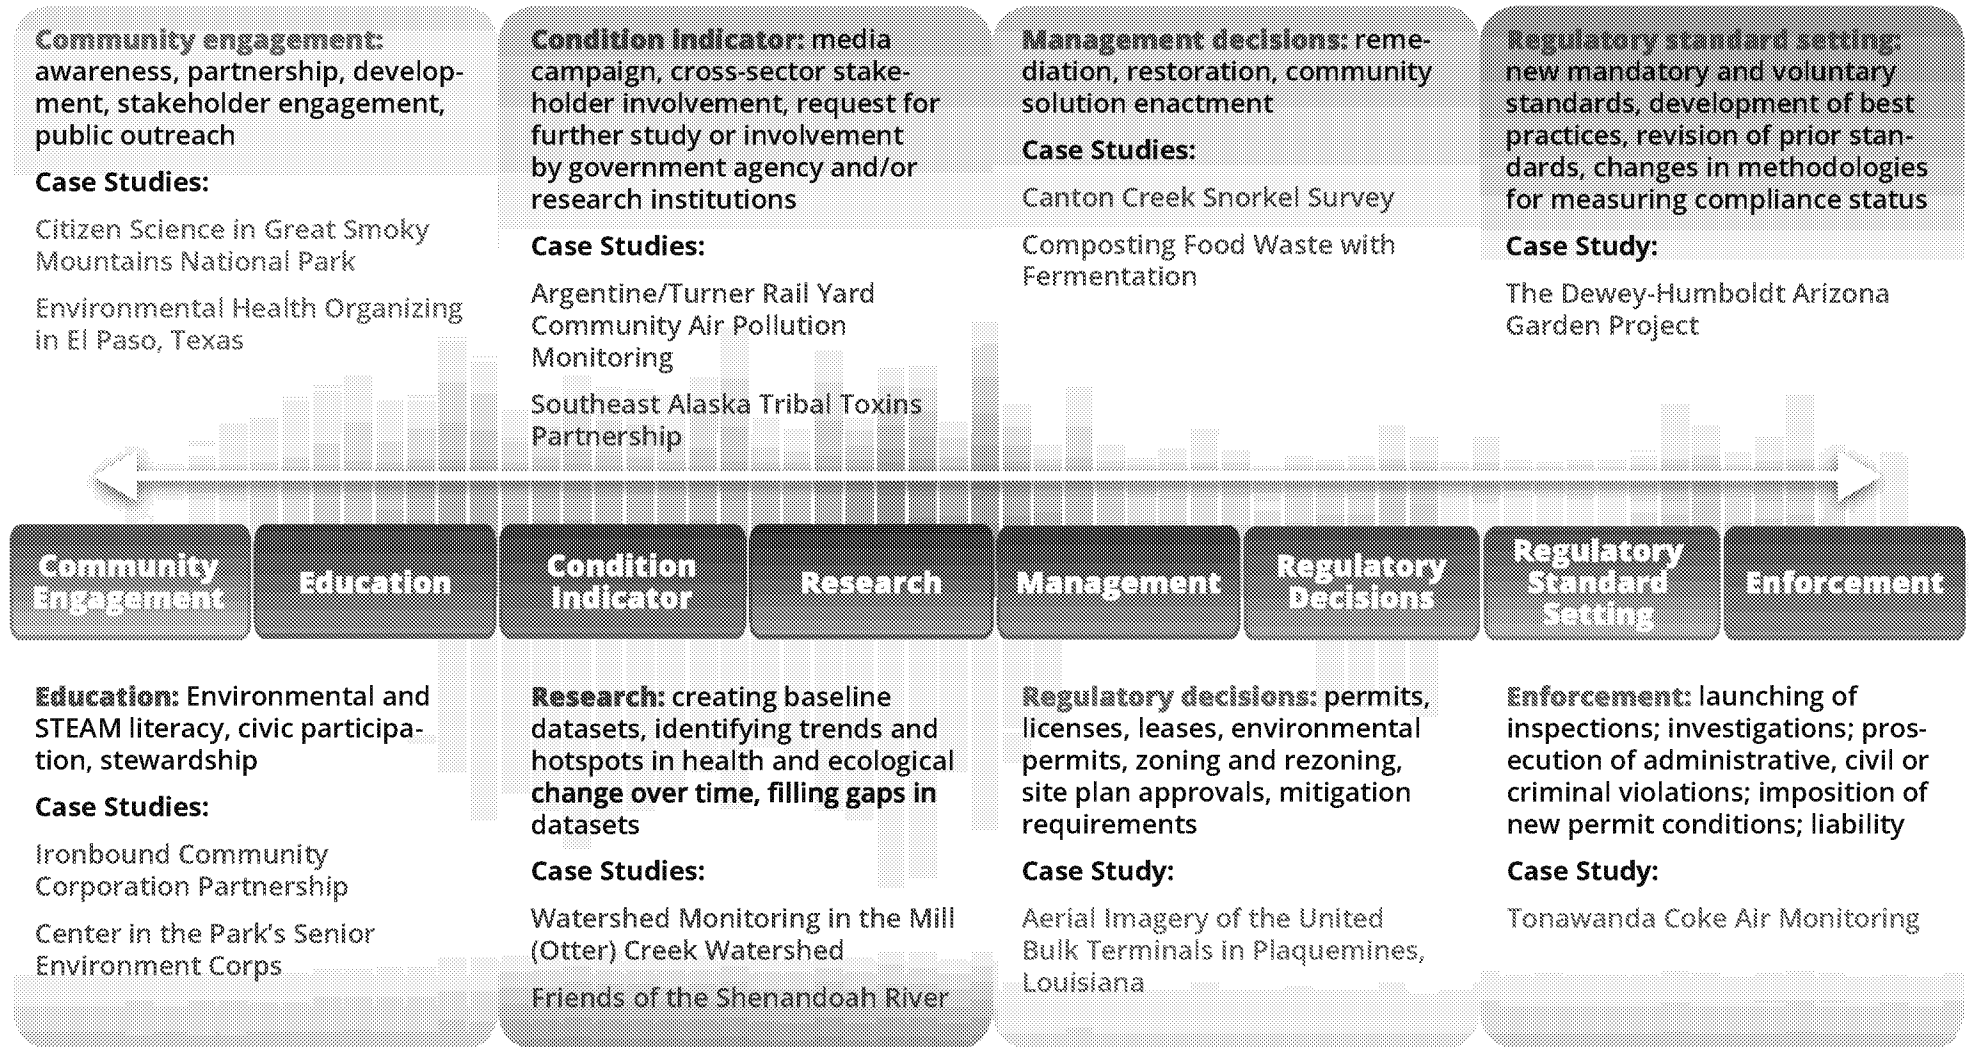 Community engagement:
awareness, partnership, develop-
ment, stakeholder engagement,
public outreach
Case Studies:
Citizen Science in Great Smoky
Mountains National Park
Environmental Health Organizing
in El Paso, Texas
Condition indicator: media
campaign, cross-sector stake-
holder involvement, request for
further study or involvement
by government agency and/or
research institutions
Case Studies:
Argentine/Turner Rail Yard
Community Air Pollution
Monitoring
Southeast Alaska Tribal Toxins
Partnership
Management decisions: reme-
diation, restoration, community
solution enactment
Case Studies:
Canton Creek Snorkel Survey
Composting Food Waste with
Fermentation
Regulatory standard setting:
new mandatory and voluntary
standards, development of best
practices, revision of prior stan-
dards, changes in methodologies
for measuring compliance status
Case Study:
The Dewey-Humboldt Arizona
Garden Project
Community
Engagement
Education
Condition
Indicator
Research
Management
Regulatory
Decisions
Regulatory
Standard
Setting
Enforcement
Education: Environmental and
STEAM literacy, civic participa-
tion, stewardship
Case Studies:
Ironbound Community
Corporation Partnership
Center in the Park's Senior
Environment Corps
Research: creating baseline
datasets, identifying trends and
hotspots in health and ecological
change over time, filling gaps in
datasets
Case Studies:
Watershed Monitoring in the Mill
(Otter) Creek Watershed
Friends of the Shenandoah River
Regulatory decisions: permits,
licenses, leases, environmental
permits, zoning and rezoning,
site plan approvals, mitigation
requirements
Case Study:
Aerial Imagery of the United
Bulk Terminals in Plaquemines,
Louisiana
Enforcement: launching of
inspections; investigations; pros-
ecution of administrative, civil or
criminal violations; imposition of
new permit conditions; liability
Case Study:
Tonawanda Coke Air Monitoring